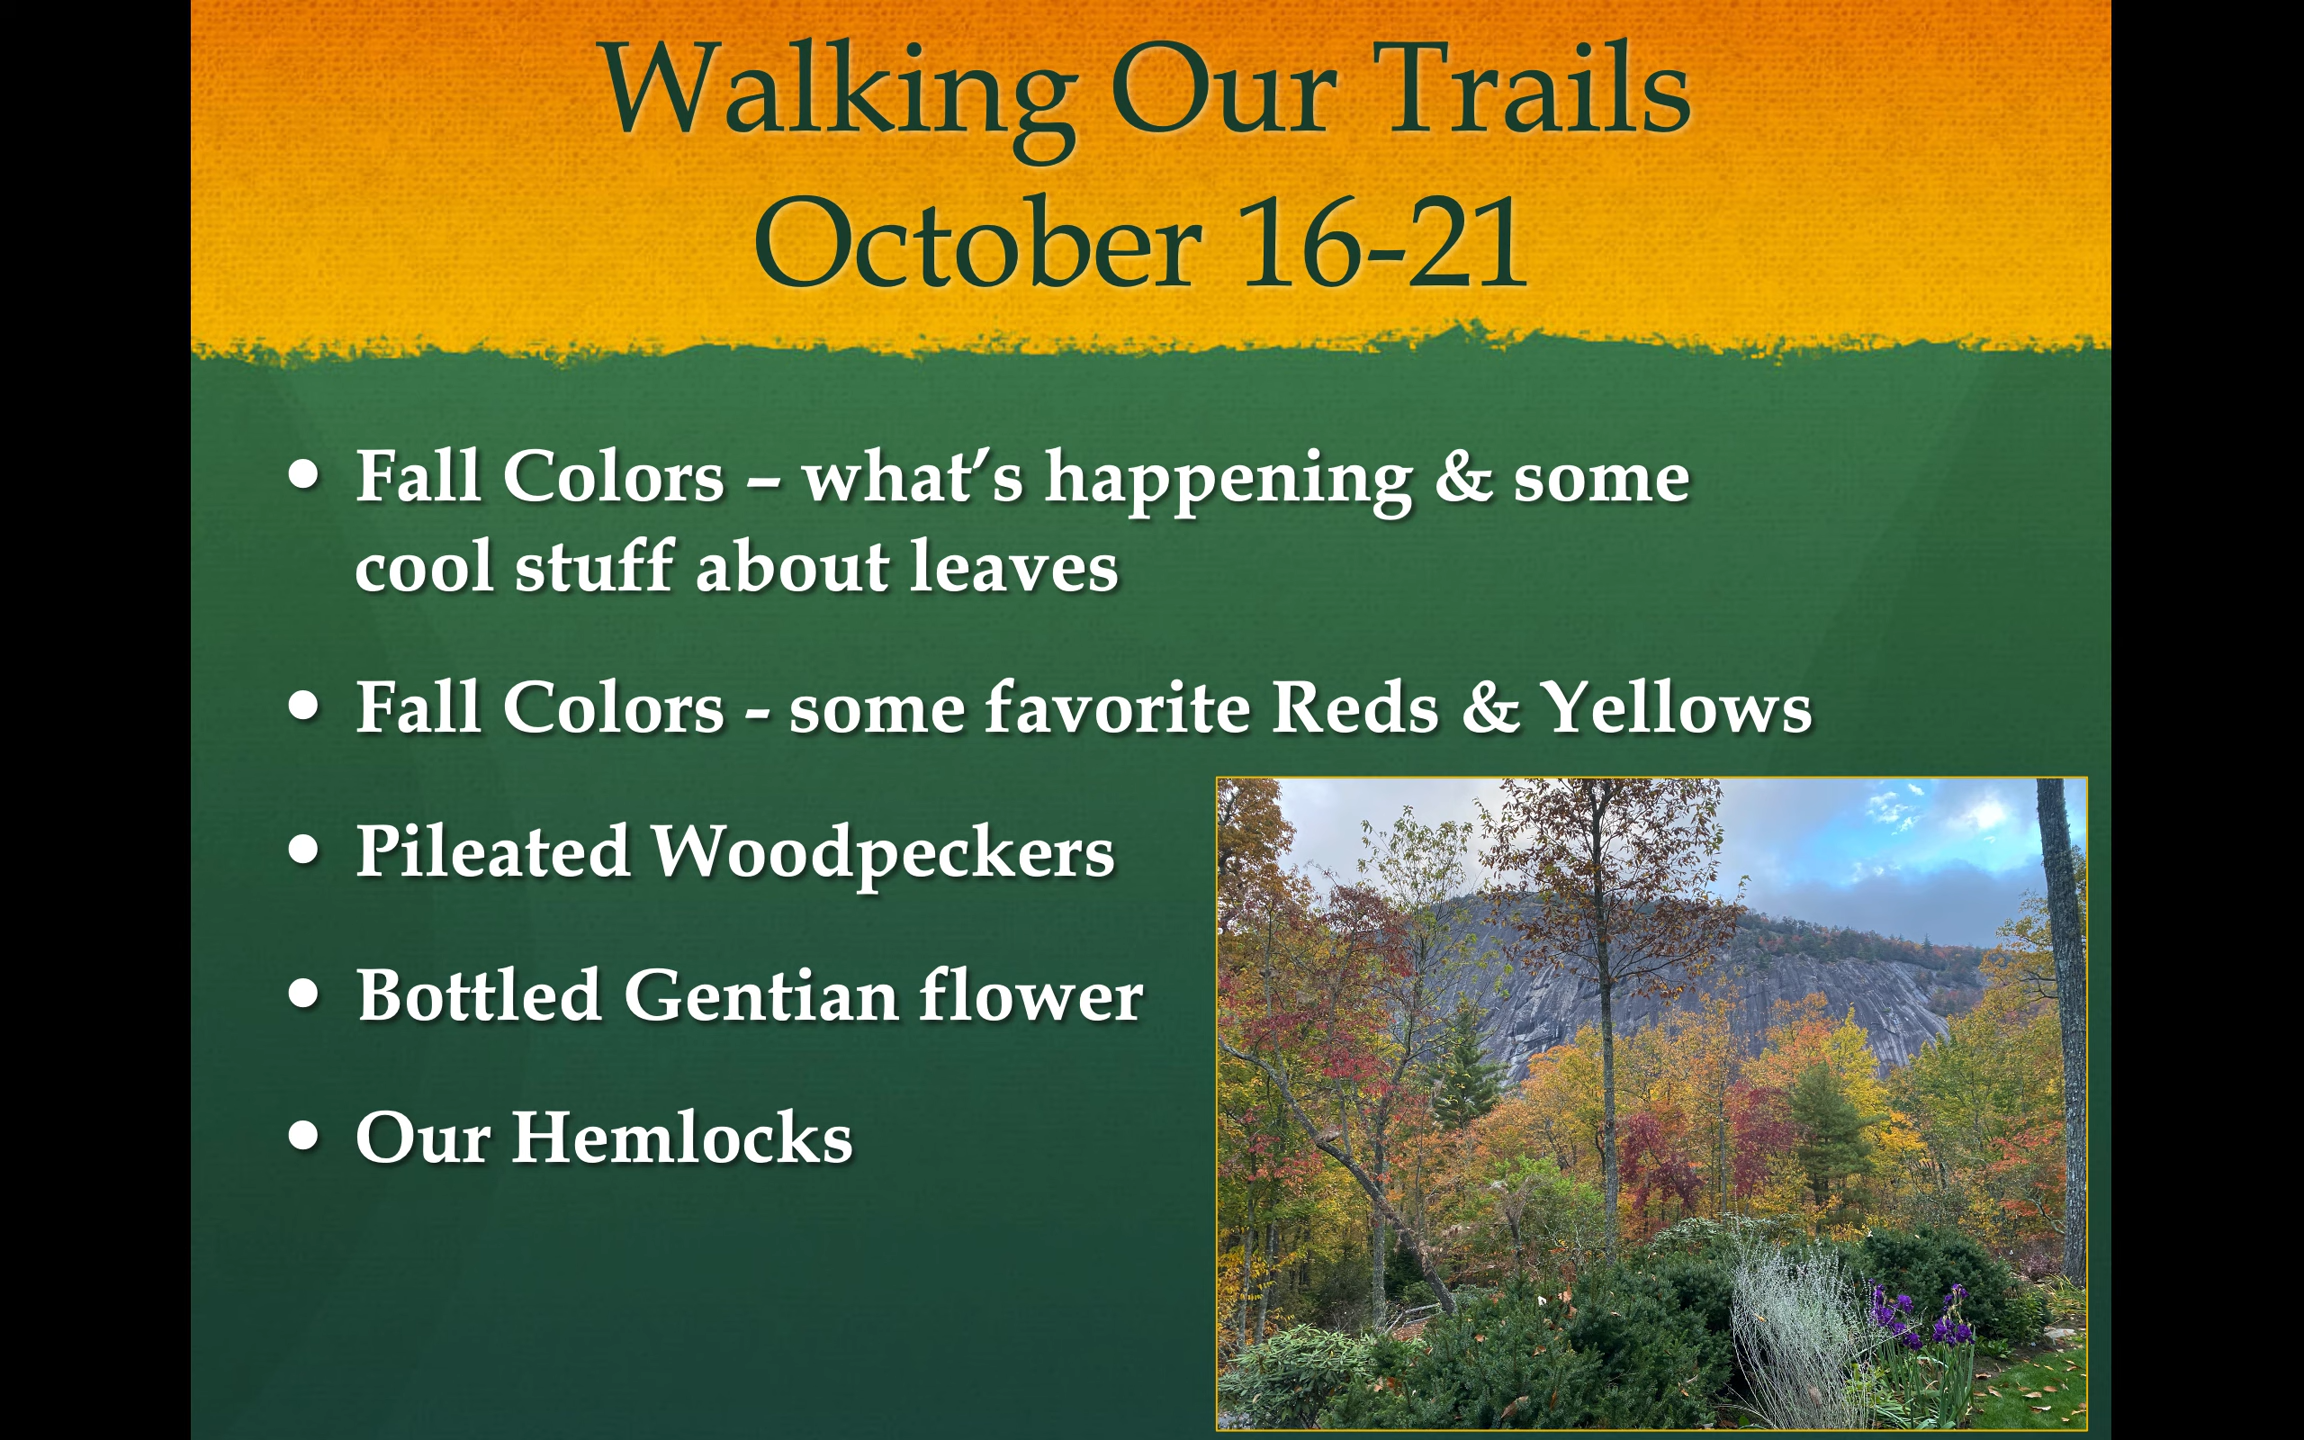 Walking Our Trails
October 16-21
• Fall Colors – what’s happening & some
cool stuff about leaves
• Fall Colors - some favorite Reds & Yellows
• Pileated Woodpeckers
• Bottled Gentian flower
• Our Hemlocks